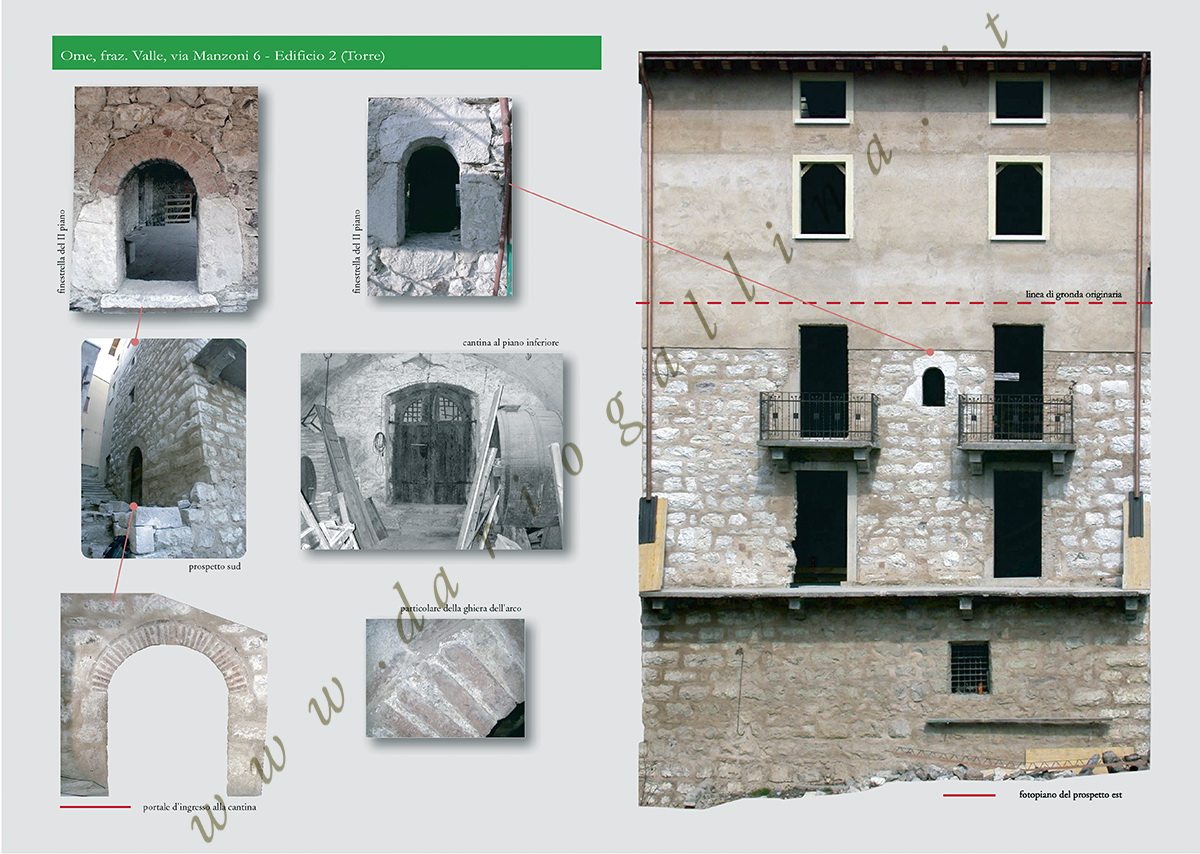 Ome, fraz. Valle, via Manzoni 6 - Edificio 2 (Torre)
finestrella del II piano
finestrella del II piano
linea di gronda originaria
cantina al piano inferiore
prospetto sud
particolare della ghiera dell'arco
portale d'ingresso alla cantina
fotopiano del prospetto est
www.dariogallina.it